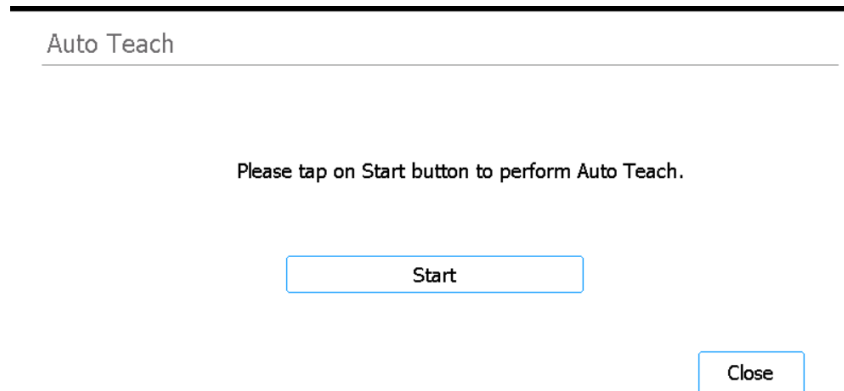 Auto Teach
Please tap on Start button to perform Auto Teach.
Start
Close